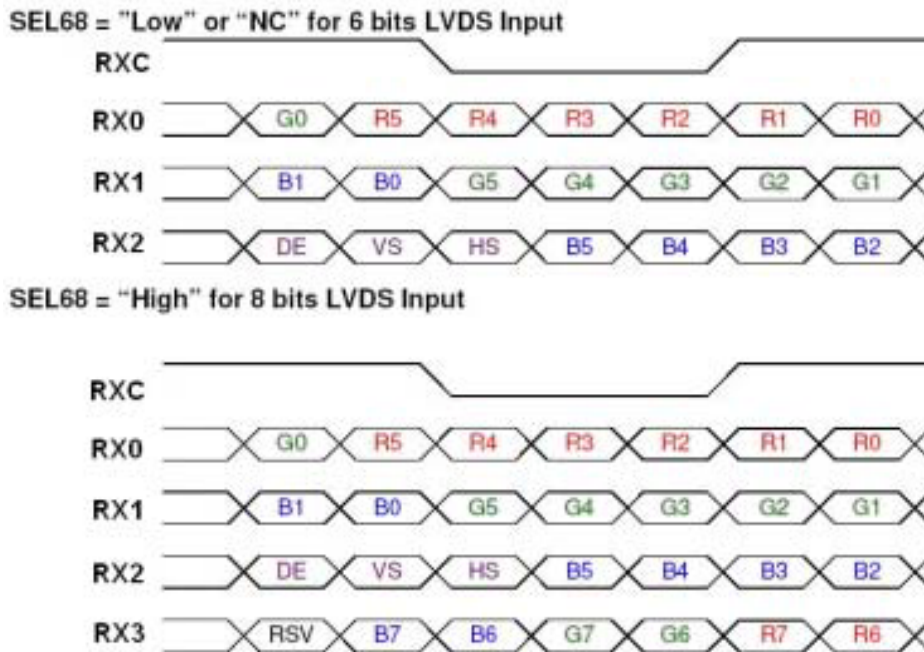 SEL68 = "Low" or “NC” for 6 bits LVDS Input
RXC
RX0 G0 R5 R4 R3 R2 R1 R0
RX1 B1 B0 G5 G4 G3 G2 G1
RX2 DE VS HS B5 B4 B3 B2
SEL68 = “High” for 8 bits LVDS Input
RXC
RX0 G0 R5 R4 R3 R2 R1 R0
RX1 B1 B0 G5 G4 G3 G2 G1
RX2 DE VS HS B5 B4 B3 B2
RX3 RSV B7 B6 G7 G6 R7 R6